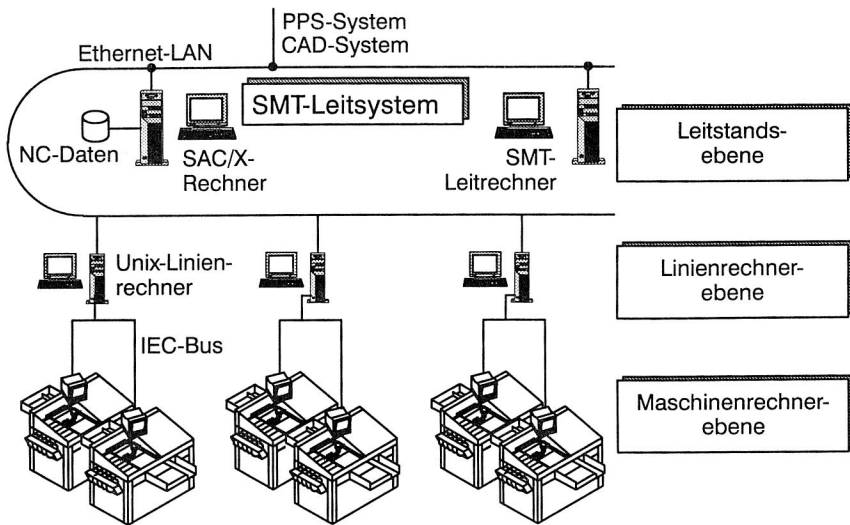 PPS-System
CAD-System
Ethernet-LAN
SMT-Leitsystem
NC-Daten
SAC/X-
Rechner
SMT-
Leitrechner
Leitstands-
ebene
Unix-Linien-
rechner
Linienrechner-
ebene
IEC-Bus
Maschinenrechner-
ebene